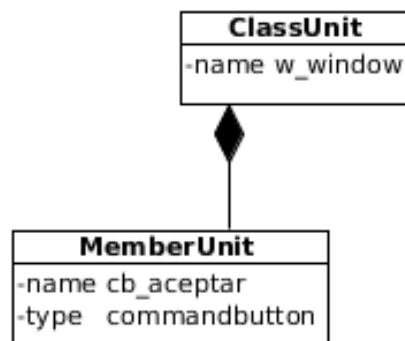 ClassUnit
-name w_window
MemberUnit
-name cb_aceptar
-type commandbutton